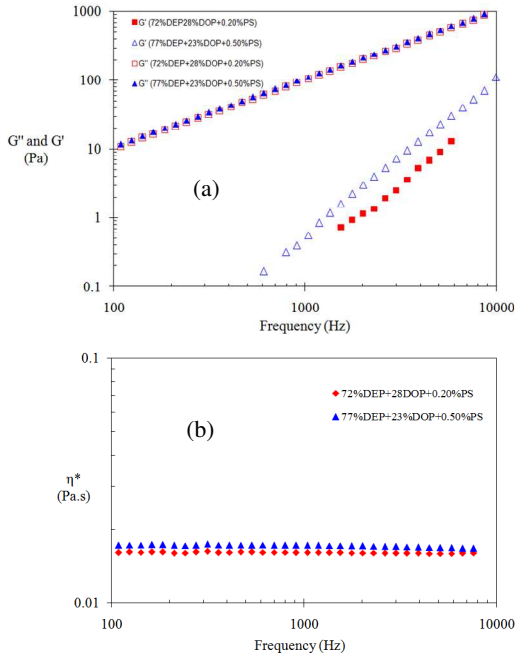 1000
G' (72%DEP28%DOP+0.20%PS)
G' (77%DEP+23%DOP+0.50%PS)
G'' (72%DEP+28%DOP+0.20%PS)
G'' (77%DEP+23%DOP+0.50%PS)
100
G'' and G'
(Pa)
10
(a)
1
0.1
100
1000
10000
Frequency (Hz)
0.1
72%DEP+28DOP+0.20%PS
77%DEP+23%DOP+0.50%PS
(b)
η*
(Pa.s)
0.01
100
1000
10000
Frequency (Hz)